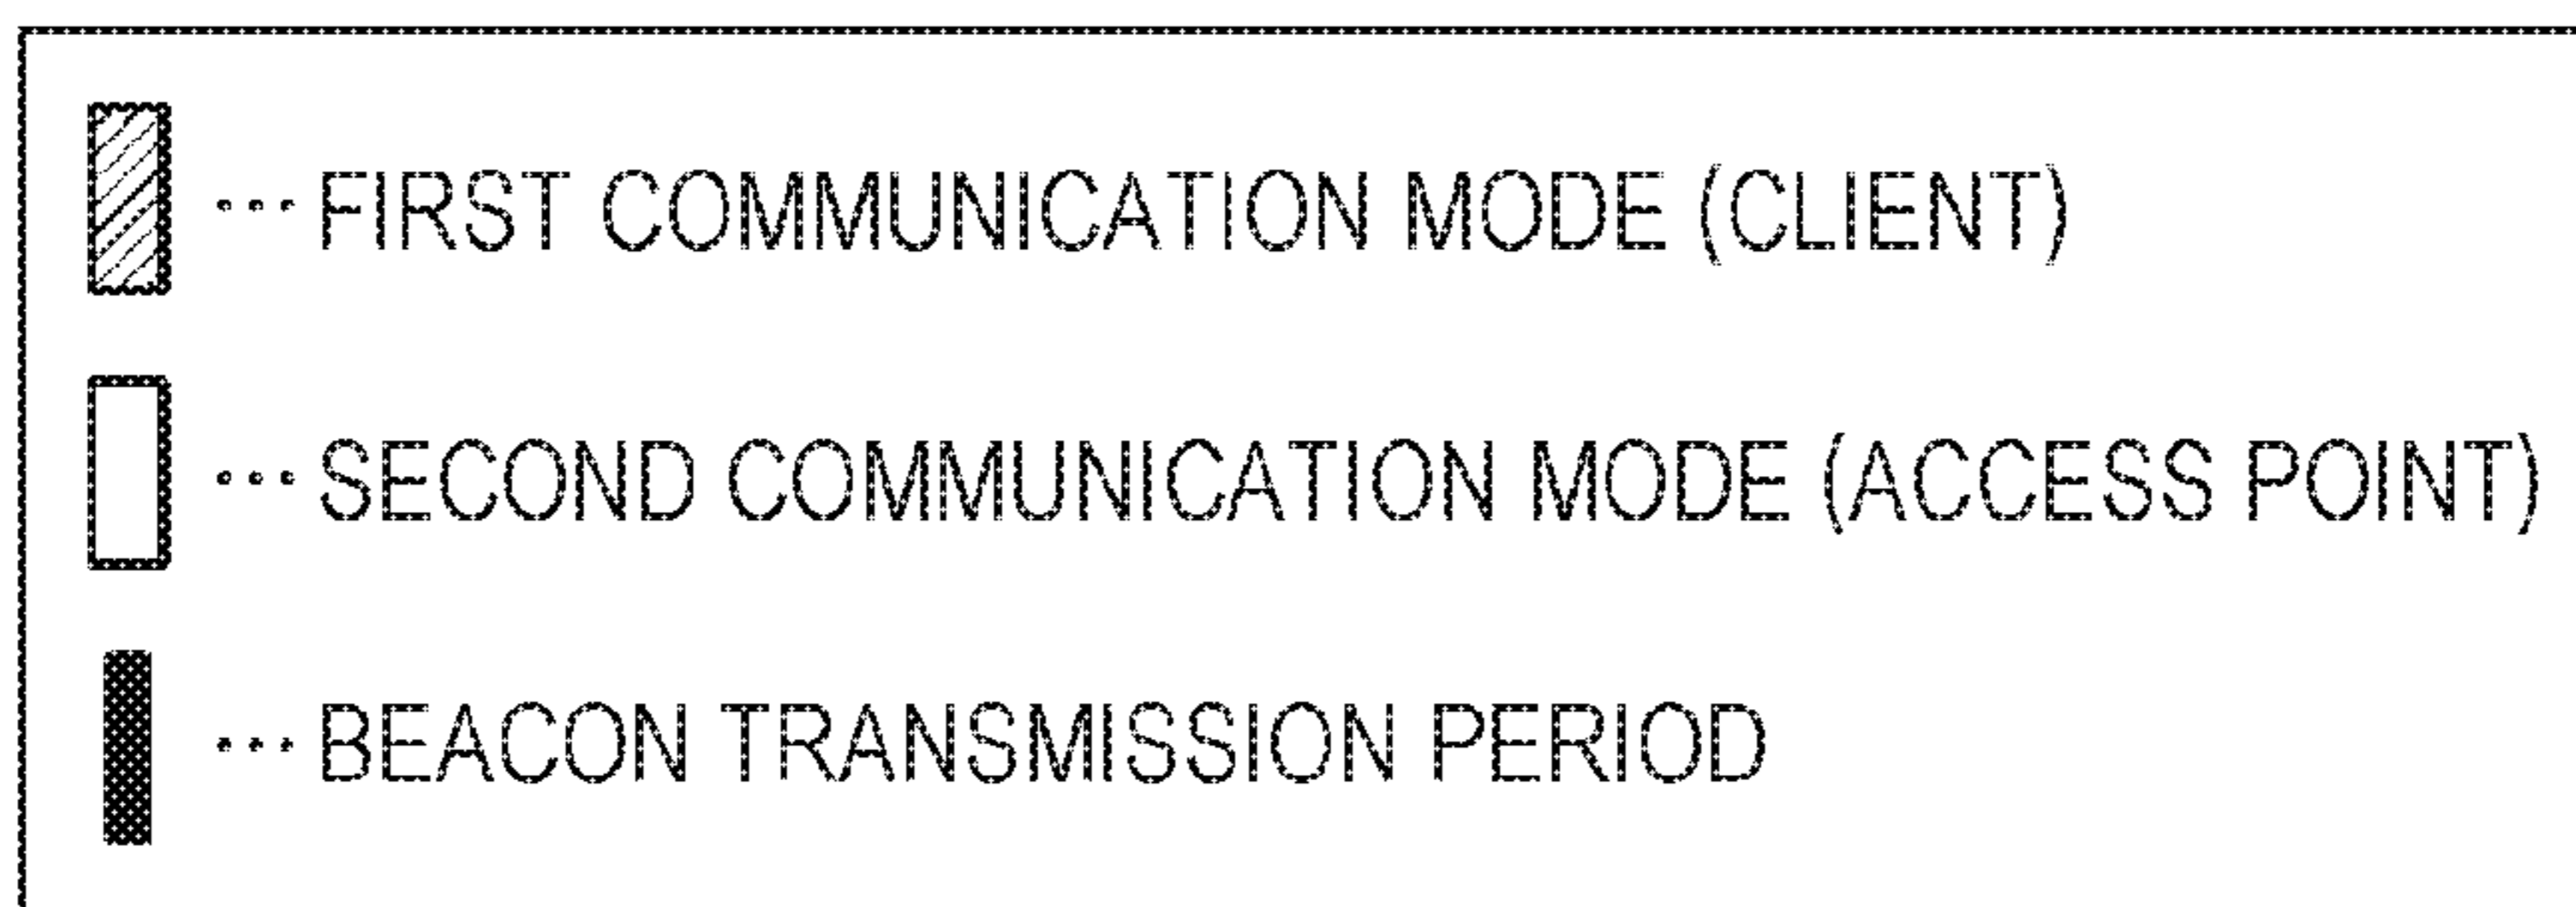 ··· FIRST COMMUNICATION MODE (CLIENT)
··· SECOND COMMUNICATION MODE (ACCESS POINT)
··· BEACON TRANSMISSION PERIOD